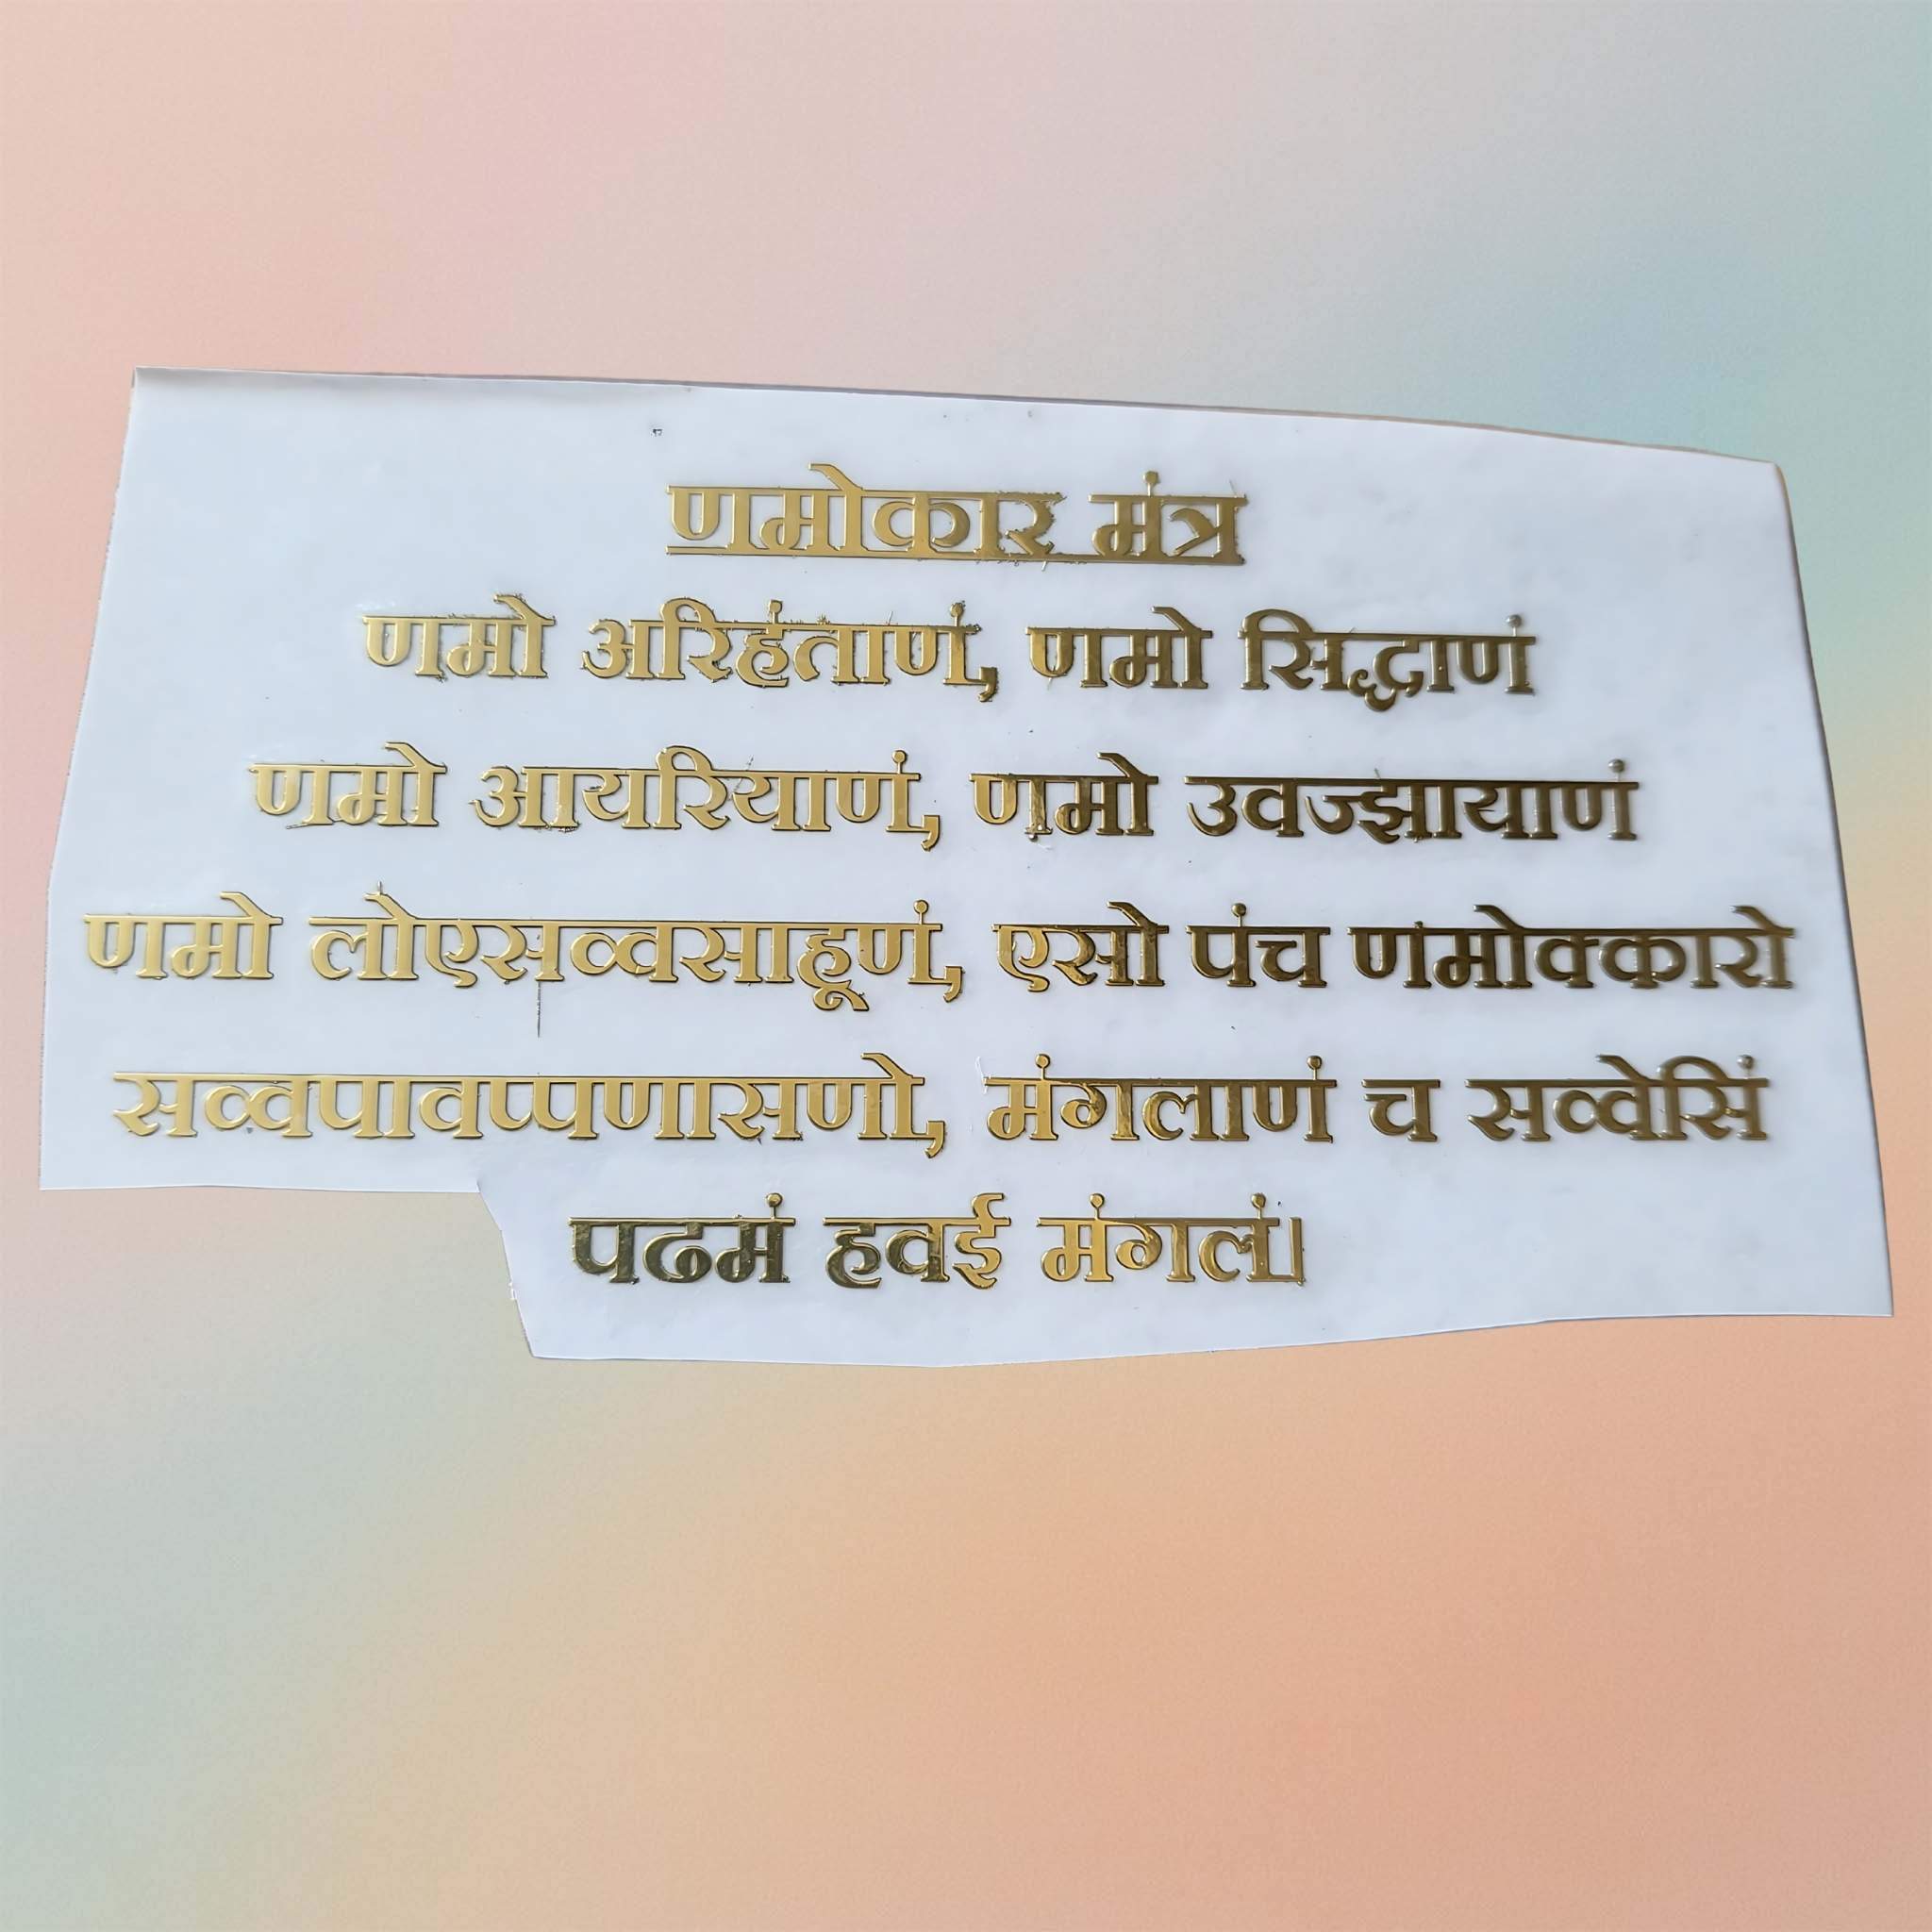 णमोकार मंत्र
णमो अरिहंताणं, णमो सिद्धाणं
णमो आयरियाणं, णमो उवज्झायाणं
णमो लोएसव्वसाहूणं, एसो पंच णमोक्कारो
सव्वपावप्पणासणो, मंगलाणं च सव्वेसिं
पढमं हवई मंगलं।